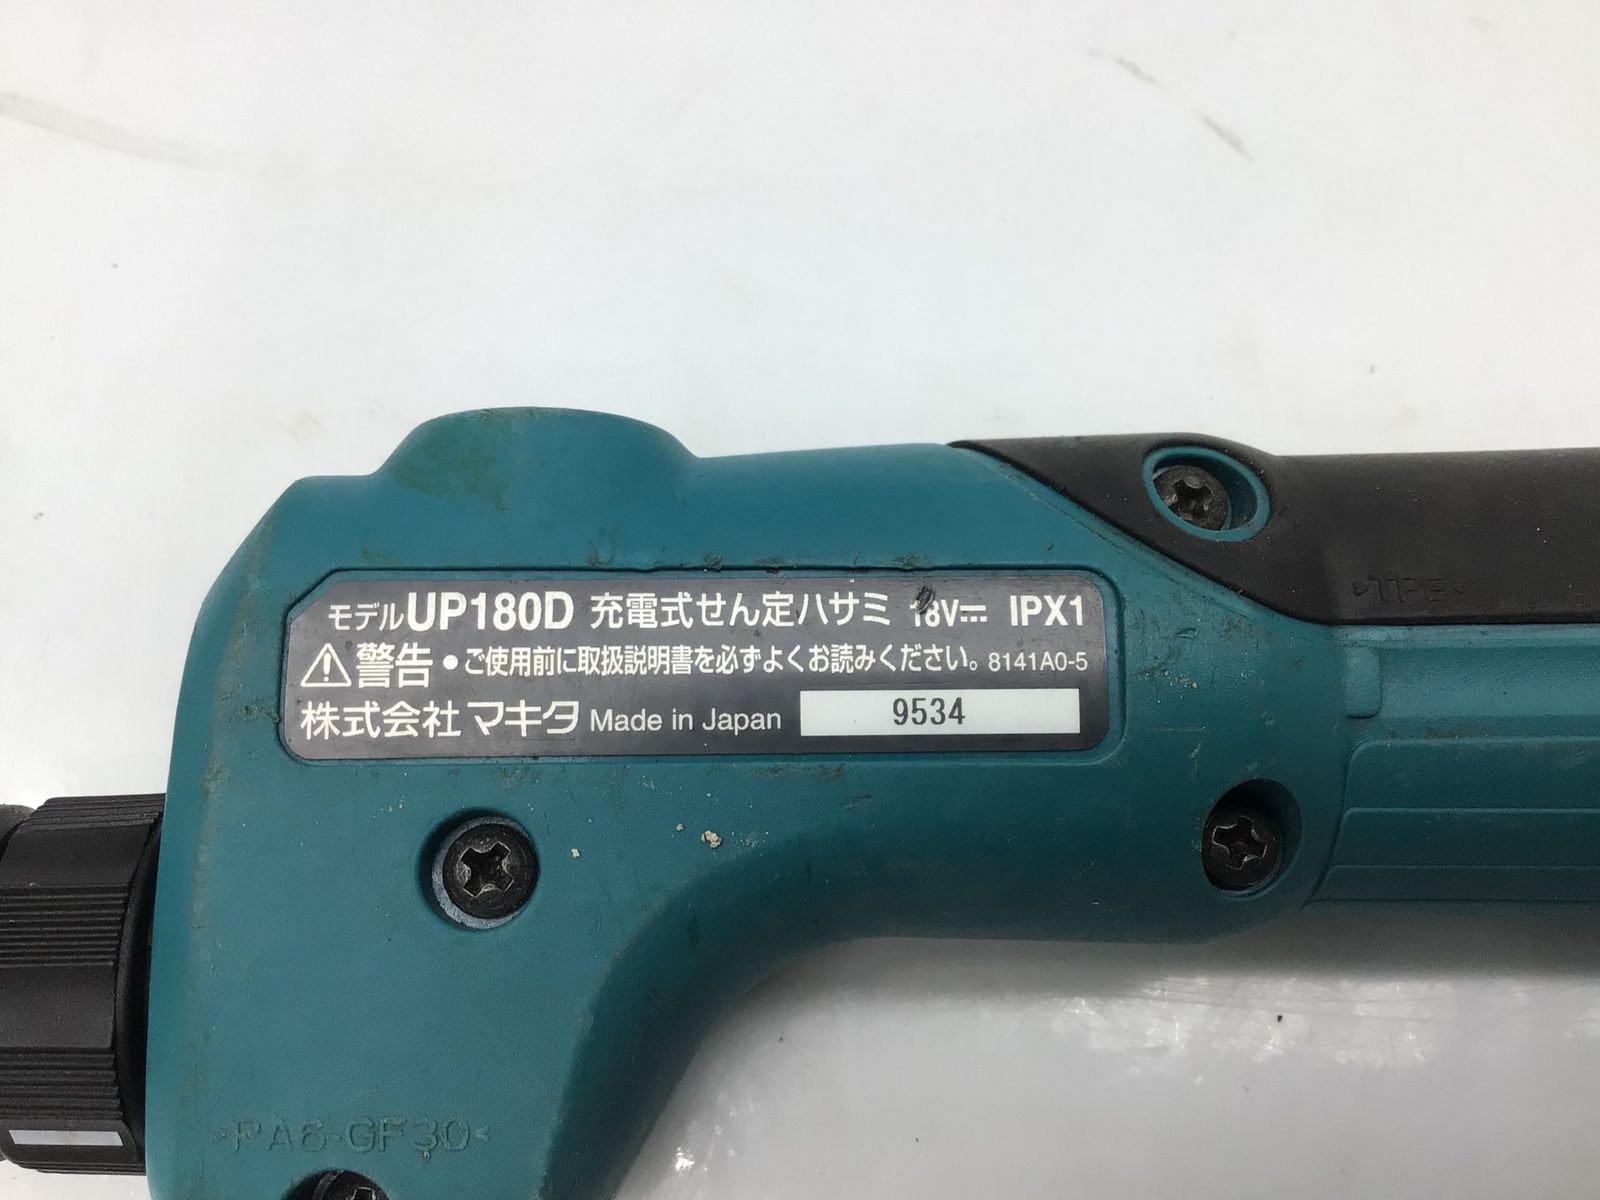 モデルUP180D 充電式せん定ハサミ 18V⎓ IPX1
⚠警告 ●ご使用前に取扱説明書を必ずよくお読みください。 8141A0-5
株式会社マキタ Made in Japan 9534
>TPE<
>PA6-GF30<